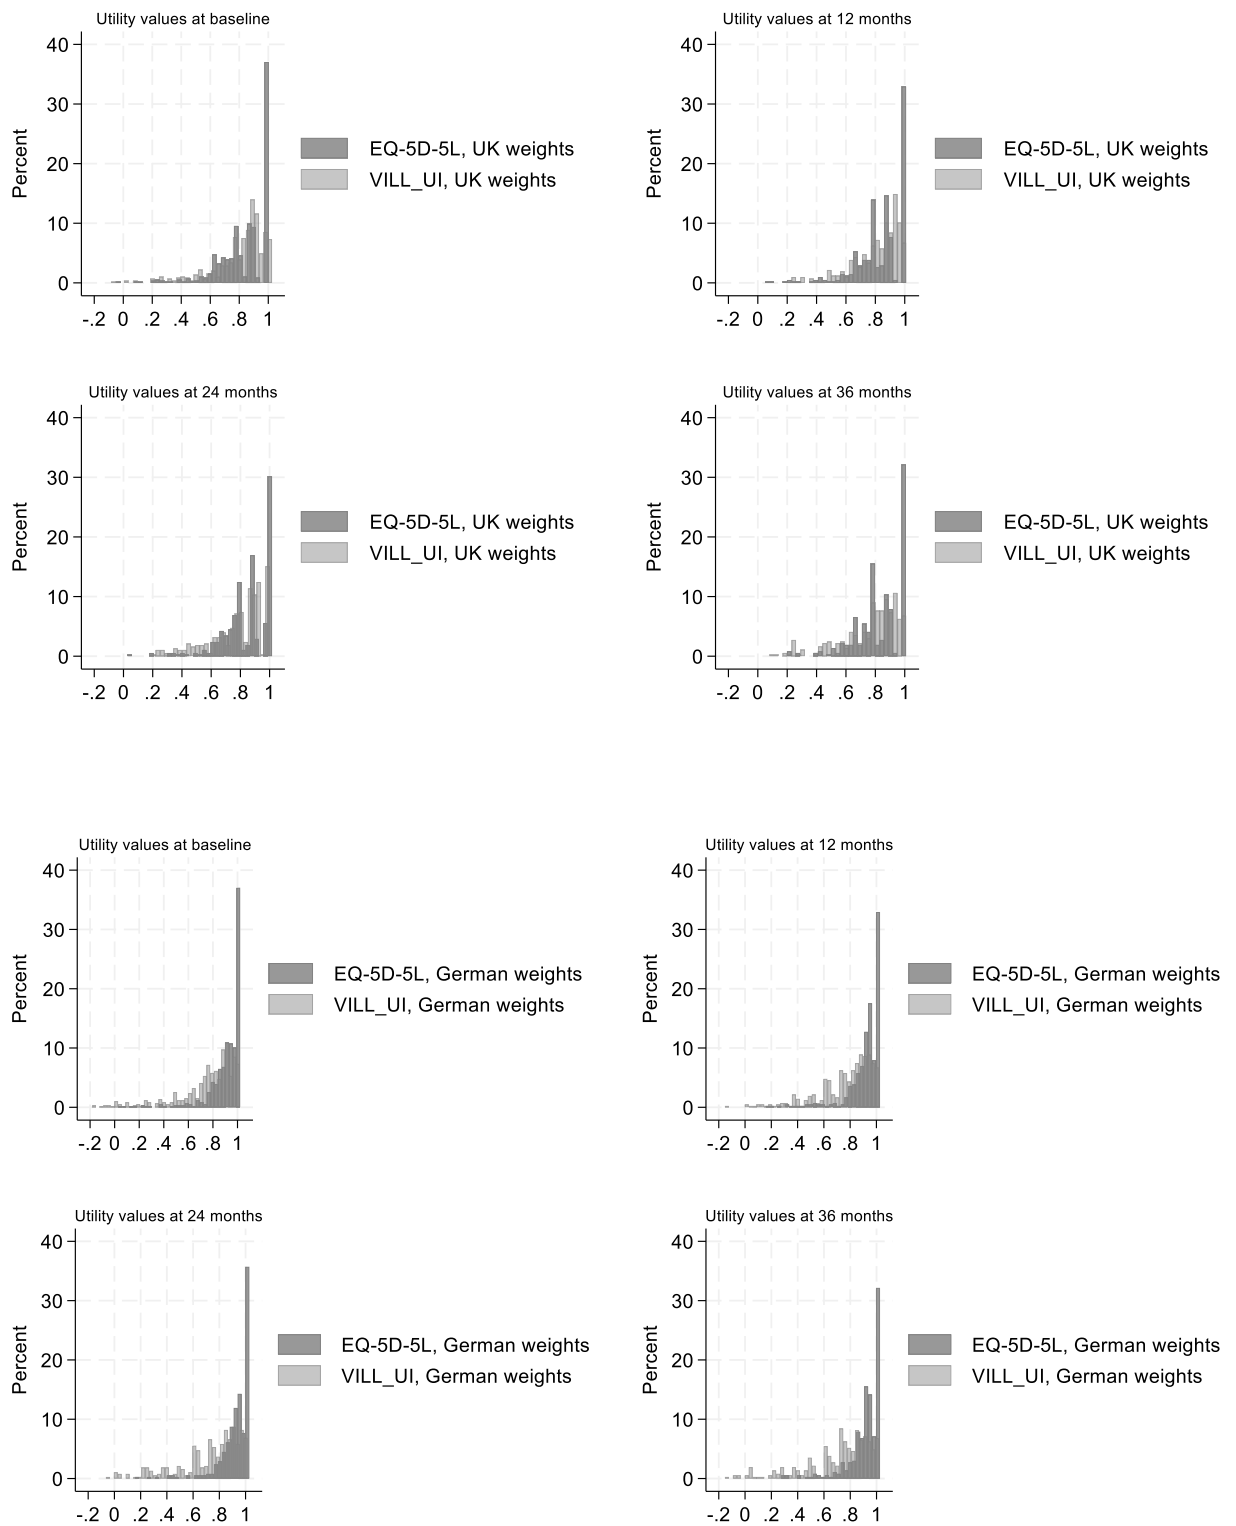 Utility values at baseline
40
30
20
10
0
Percent
-.2 0 .2 .4 .6 .8 1
EQ-5D-5L, UK weights
VILL_UI, UK weights
Utility values at 12 months
40
30
20
10
0
Percent
-.2 0 .2 .4 .6 .8 1
EQ-5D-5L, UK weights
VILL_UI, UK weights
Utility values at 24 months
40
30
20
10
0
Percent
-.2 0 .2 .4 .6 .8 1
EQ-5D-5L, UK weights
VILL_UI, UK weights
Utility values at 36 months
40
30
20
10
0
Percent
-.2 0 .2 .4 .6 .8 1
EQ-5D-5L, UK weights
VILL_UI, UK weights
Utility values at baseline
40
30
20
10
0
Percent
-.2 0 .2 .4 .6 .8 1
EQ-5D-5L, German weights
VILL_UI, German weights
Utility values at 12 months
40
30
20
10
0
Percent
-.2 0 .2 .4 .6 .8 1
EQ-5D-5L, German weights
VILL_UI, German weights
Utility values at 24 months
40
30
20
10
0
Percent
-.2 0 .2 .4 .6 .8 1
EQ-5D-5L, German weights
VILL_UI, German weights
Utility values at 36 months
40
30
20
10
0
Percent
-.2 0 .2 .4 .6 .8 1
EQ-5D-5L, German weights
VILL_UI, German weights